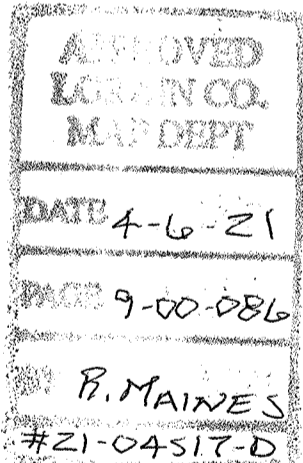 APPROVED
LORAIN CO.
MAP DEPT
DATE 4-6-21
PAGE 9-00-086
BY R. MAINES
#21-04517-D